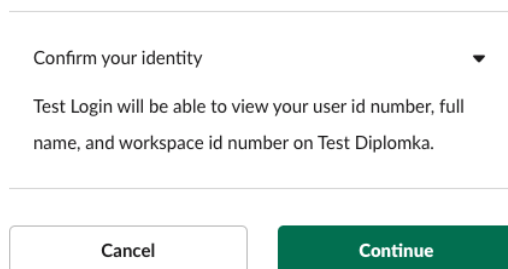 Confirm your identity
Test Login will be able to view your user id number, full
name, and workspace id number on Test Diplomka.
Cancel
Continue